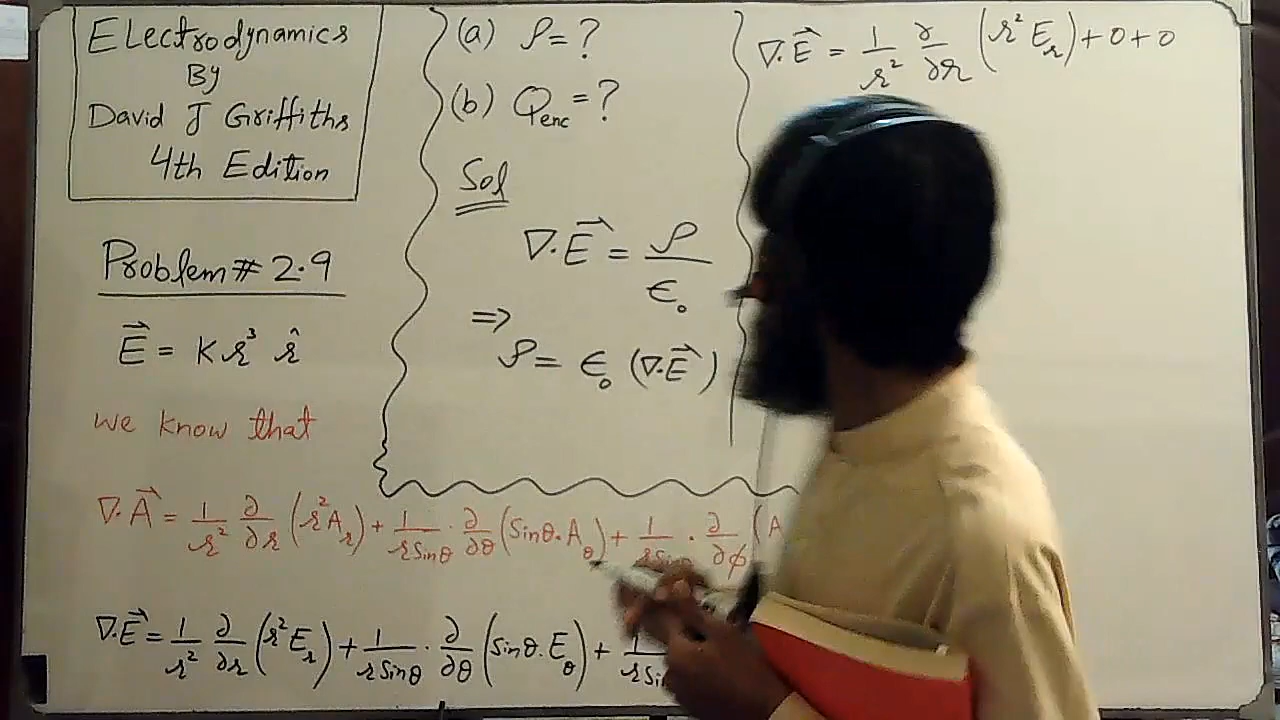 Electrodynamics
By
David J Griffiths
4th Edition
Problem # 2.9
E⃗ = K r³ r̂
we know that
∇·A⃗ = 1/r² ∂/∂r (r² A_r) + 1/(r sinθ) · ∂/∂θ (Sinθ·A_θ) + 1/(r sin · ∂/∂φ (A
∇·E⃗ = 1/r² ∂/∂r (r² E_r) + 1/(r sinθ) · ∂/∂θ (Sinθ·E_θ) + 1/(r si
(a) ρ = ?
(b) Q_enc = ?
Sol
∇·E⃗ = ρ/ε₀
⇒
ρ = ε₀ (∇·E⃗)
∇·E⃗ = 1/r² ∂/∂r (r² E_r) + 0 + 0